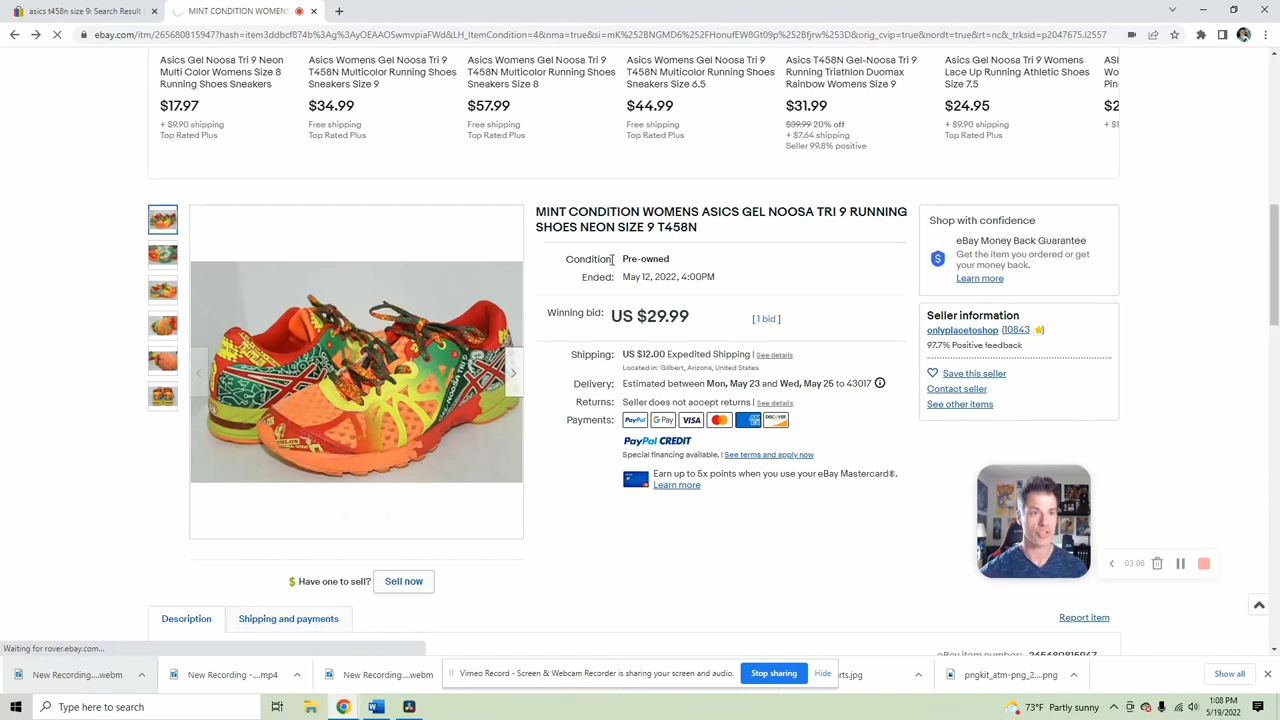 asics t458n size 9: Search Result
MINT CONDITION WOMENS
ebay.com/itm/265680815947?hash=item3ddbcf874b%3Ag%3AyOEAAOSwmvpiaFWd&LH_ItemCondition=4&nma=true&si=mK%252BNGMD6%252FHonufEW8Gt09p%252Bfjrw%253D&orig_cvip=true&nordt=true&rt=nc&_trksid=p2047675.l2557
Asics Gel Noosa Tri 9 Neon
Multi Color Womens Size 8
Running Shoes Sneakers
$17.97
+ $9.90 shipping
Top Rated Plus
Asics Womens Gel Noosa Tri 9
T458N Multicolor Running Shoes
Sneakers Size 9
$34.99
Free shipping
Top Rated Plus
Asics Womens Gel Noosa Tri 9
T458N Multicolor Running Shoes
Sneakers Size 8
$57.99
Free shipping
Top Rated Plus
Asics Womens Gel Noosa Tri 9
T458N Multicolor Running Shoes
Sneakers Size 6.5
$44.99
Free shipping
Top Rated Plus
Asics T458N Gel-Noosa Tri 9
Running Triathlon Duomax
Rainbow Womens Size 9
$31.99
$39.99 20% off
+ $7.64 shipping
Seller 99.8% positive
Asics Gel Noosa Tri 9 Womens
Lace Up Running Athletic Shoes
Size 7.5
$24.95
+ $9.90 shipping
Top Rated Plus
MINT CONDITION WOMENS ASICS GEL NOOSA TRI 9 RUNNING
SHOES NEON SIZE 9 T458N
Condition: Pre-owned
Ended: May 12, 2022, 4:00PM
Winning bid: US $29.99 [ 1 bid ]
Shipping: US $12.00 Expedited Shipping | See details
Located in: Gilbert, Arizona, United States
Delivery: Estimated between Mon, May 23 and Wed, May 25 to 43017
Returns: Seller does not accept returns | See details
Payments: PayPal G Pay VISA DISCOVER
PayPal CREDIT
Special financing available. | See terms and apply now
Earn up to 5x points when you use your eBay Mastercard®.
Learn more
Shop with confidence
eBay Money Back Guarantee
Get the item you ordered or get
your money back.
Learn more
Seller information
onlyplacetoshop (10843
97.7% Positive feedback
Save this seller
Contact seller
See other items
Have one to sell? Sell now
03:06
Description
Shipping and payments
Report item
Waiting for rover.ebay.com...
eBay item number: 265680815947
New Recording....webm
New Recording -....mp4
New Recording....webm
Vimeo Record - Screen & Webcam Recorder is sharing your screen and audio.
Stop sharing
Hide
rts.jpg
pngkit_atm-png_2....png
Show all
Type here to search
73°F Partly sunny
1:08 PM
5/19/2022